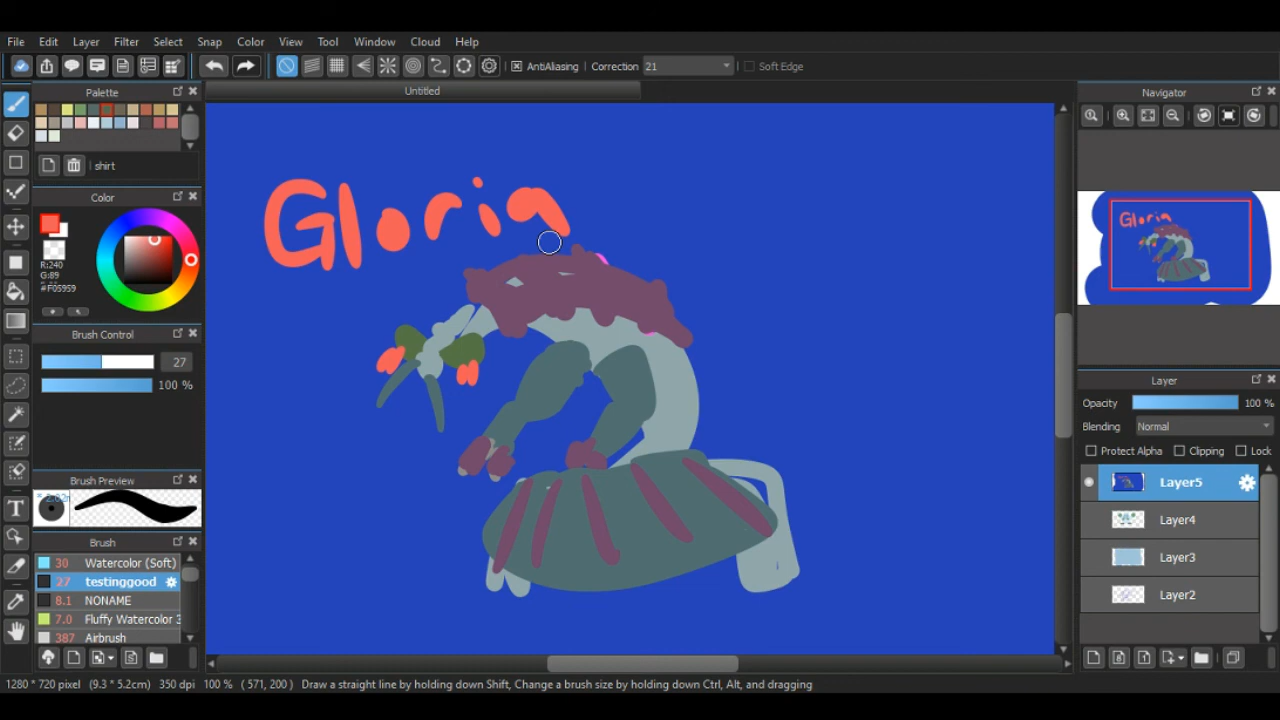 File Edit Layer Filter Select Snap Color View Tool Window Cloud Help
AntiAliasing Correction 21 Soft Edge
Palette
Untitled
Navigator
shirt
Color
Gloria
R:240
G:89
#F05959
Brush Control
27
100 %
Layer
Opacity 100 %
Blending Normal
Protect Alpha Clipping Lock
Brush Preview
Layer5
Layer4
Layer3
Layer2
Brush
30 Watercolor (Soft)
27 testinggood
8.1 NONAME
7.0 Fluffy Watercolor
387 Airbrush
1280 * 720 pixel (9.3 * 5.2cm) 350 dpi 100 % ( 571, 200 ) Draw a straight line by holding down Shift, Change a brush size by holding down Ctrl, Alt, and dragging